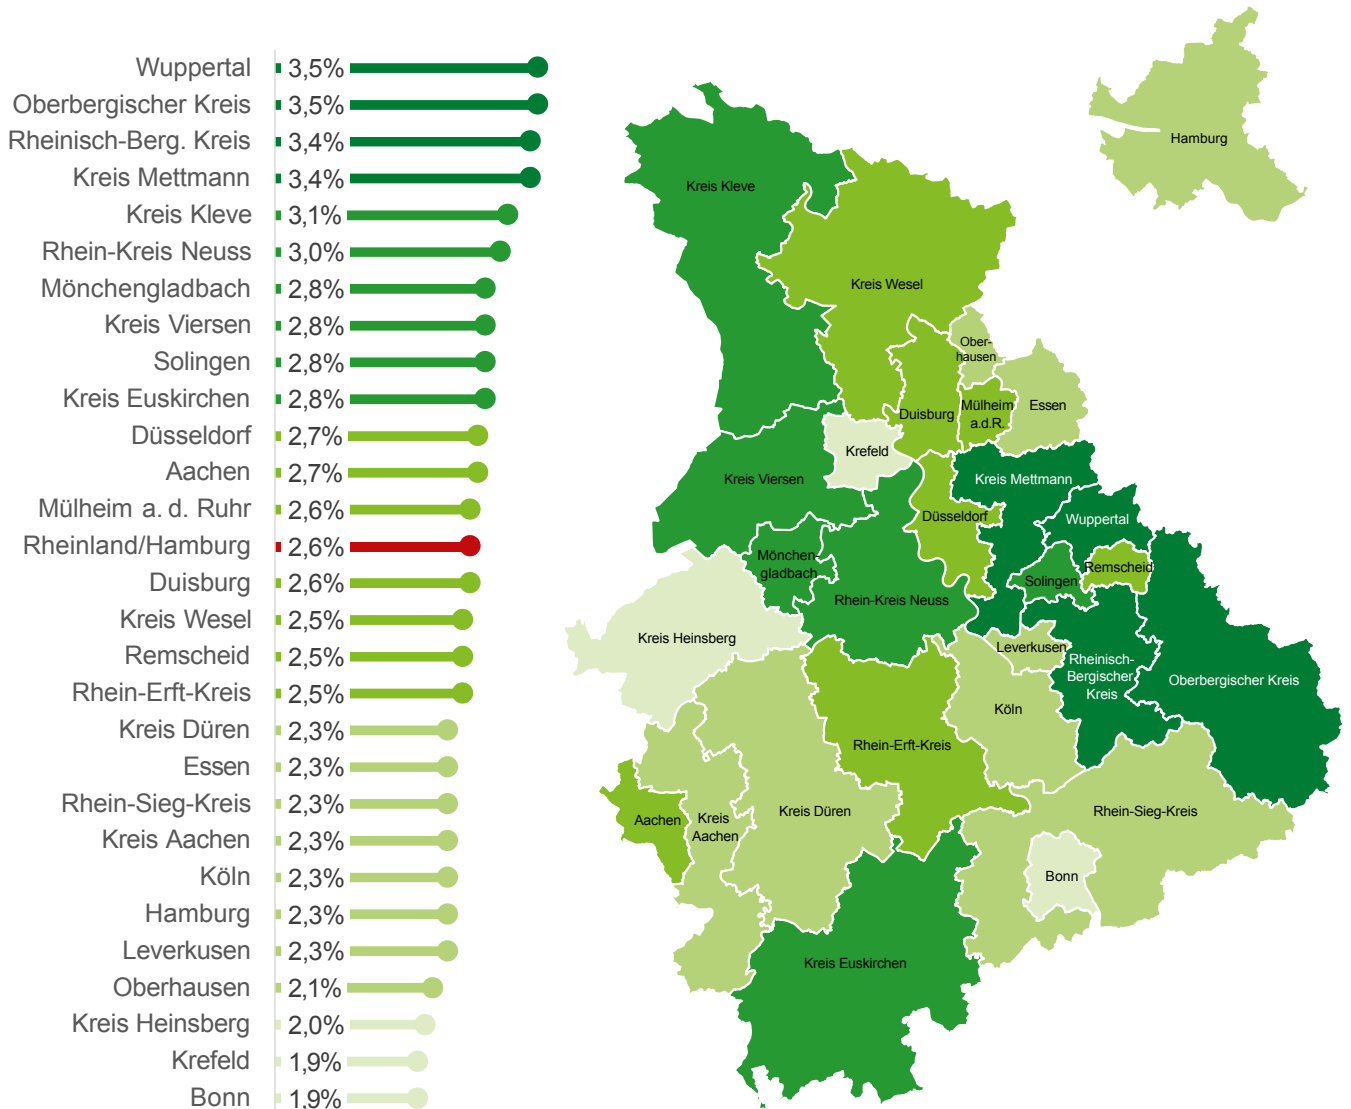 Wuppertal 3,5%
Oberbergischer Kreis 3,5%
Rheinisch-Berg. Kreis 3,4%
Kreis Mettmann 3,4%
Kreis Kleve 3,1%
Rhein-Kreis Neuss 3,0%
Mönchengladbach 2,8%
Kreis Viersen 2,8%
Solingen 2,8%
Kreis Euskirchen 2,8%
Düsseldorf 2,7%
Aachen 2,7%
Mülheim a. d. Ruhr 2,6%
Rheinland/Hamburg 2,6%
Duisburg 2,6%
Kreis Wesel 2,5%
Remscheid 2,5%
Rhein-Erft-Kreis 2,5%
Kreis Düren 2,3%
Essen 2,3%
Rhein-Sieg-Kreis 2,3%
Kreis Aachen 2,3%
Köln 2,3%
Hamburg 2,3%
Leverkusen 2,3%
Oberhausen 2,1%
Kreis Heinsberg 2,0%
Krefeld 1,9%
Bonn 1,9%
Hamburg
Kreis Kleve
Kreis Wesel
Ober-
hausen
Duisburg
Mülheim
a.d.R.
Essen
Krefeld
Kreis Viersen
Kreis Mettmann
Düsseldorf
Wuppertal
Mönchen-
gladbach
Solingen
Remscheid
Rhein-Kreis Neuss
Kreis Heinsberg
Leverkusen
Rheinisch-
Bergischer
Kreis
Oberbergischer Kreis
Köln
Rhein-Erft-Kreis
Kreis Düren
Aachen
Kreis
Aachen
Rhein-Sieg-Kreis
Bonn
Kreis Euskirchen